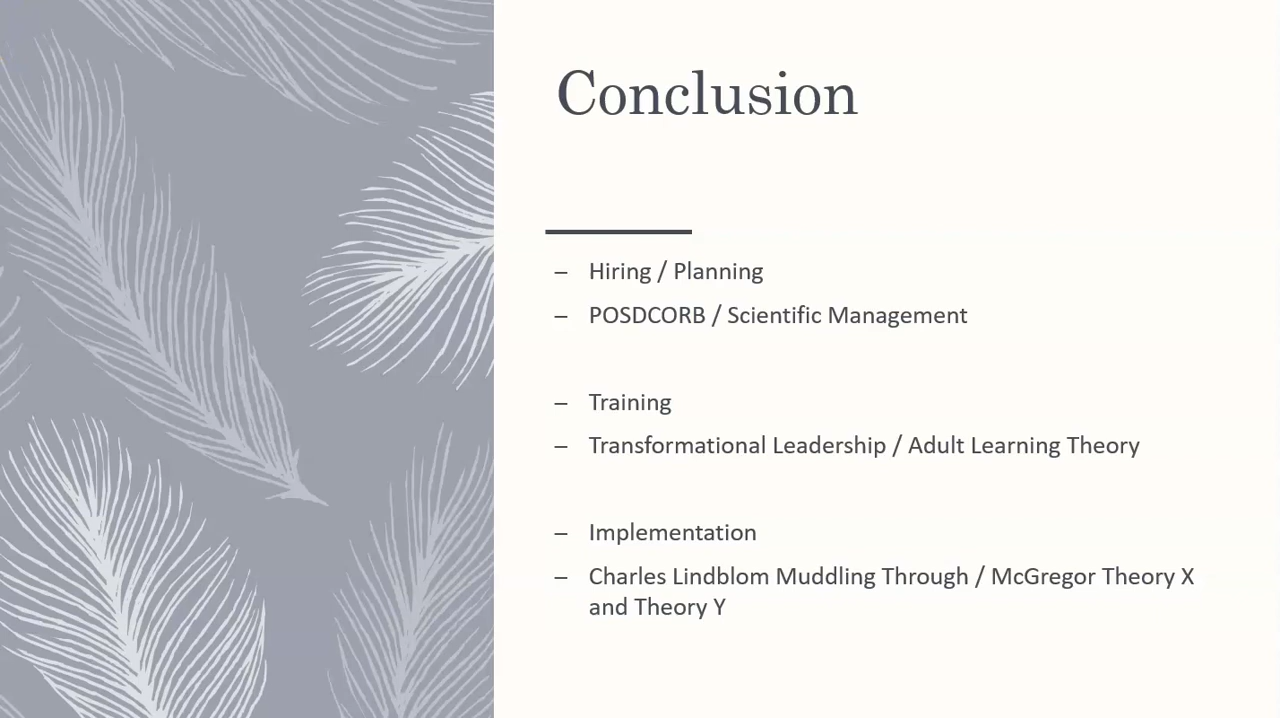 Conclusion
– Hiring / Planning
– POSDCORB / Scientific Management
– Training
– Transformational Leadership / Adult Learning Theory
– Implementation
– Charles Lindblom Muddling Through / McGregor Theory X
and Theory Y